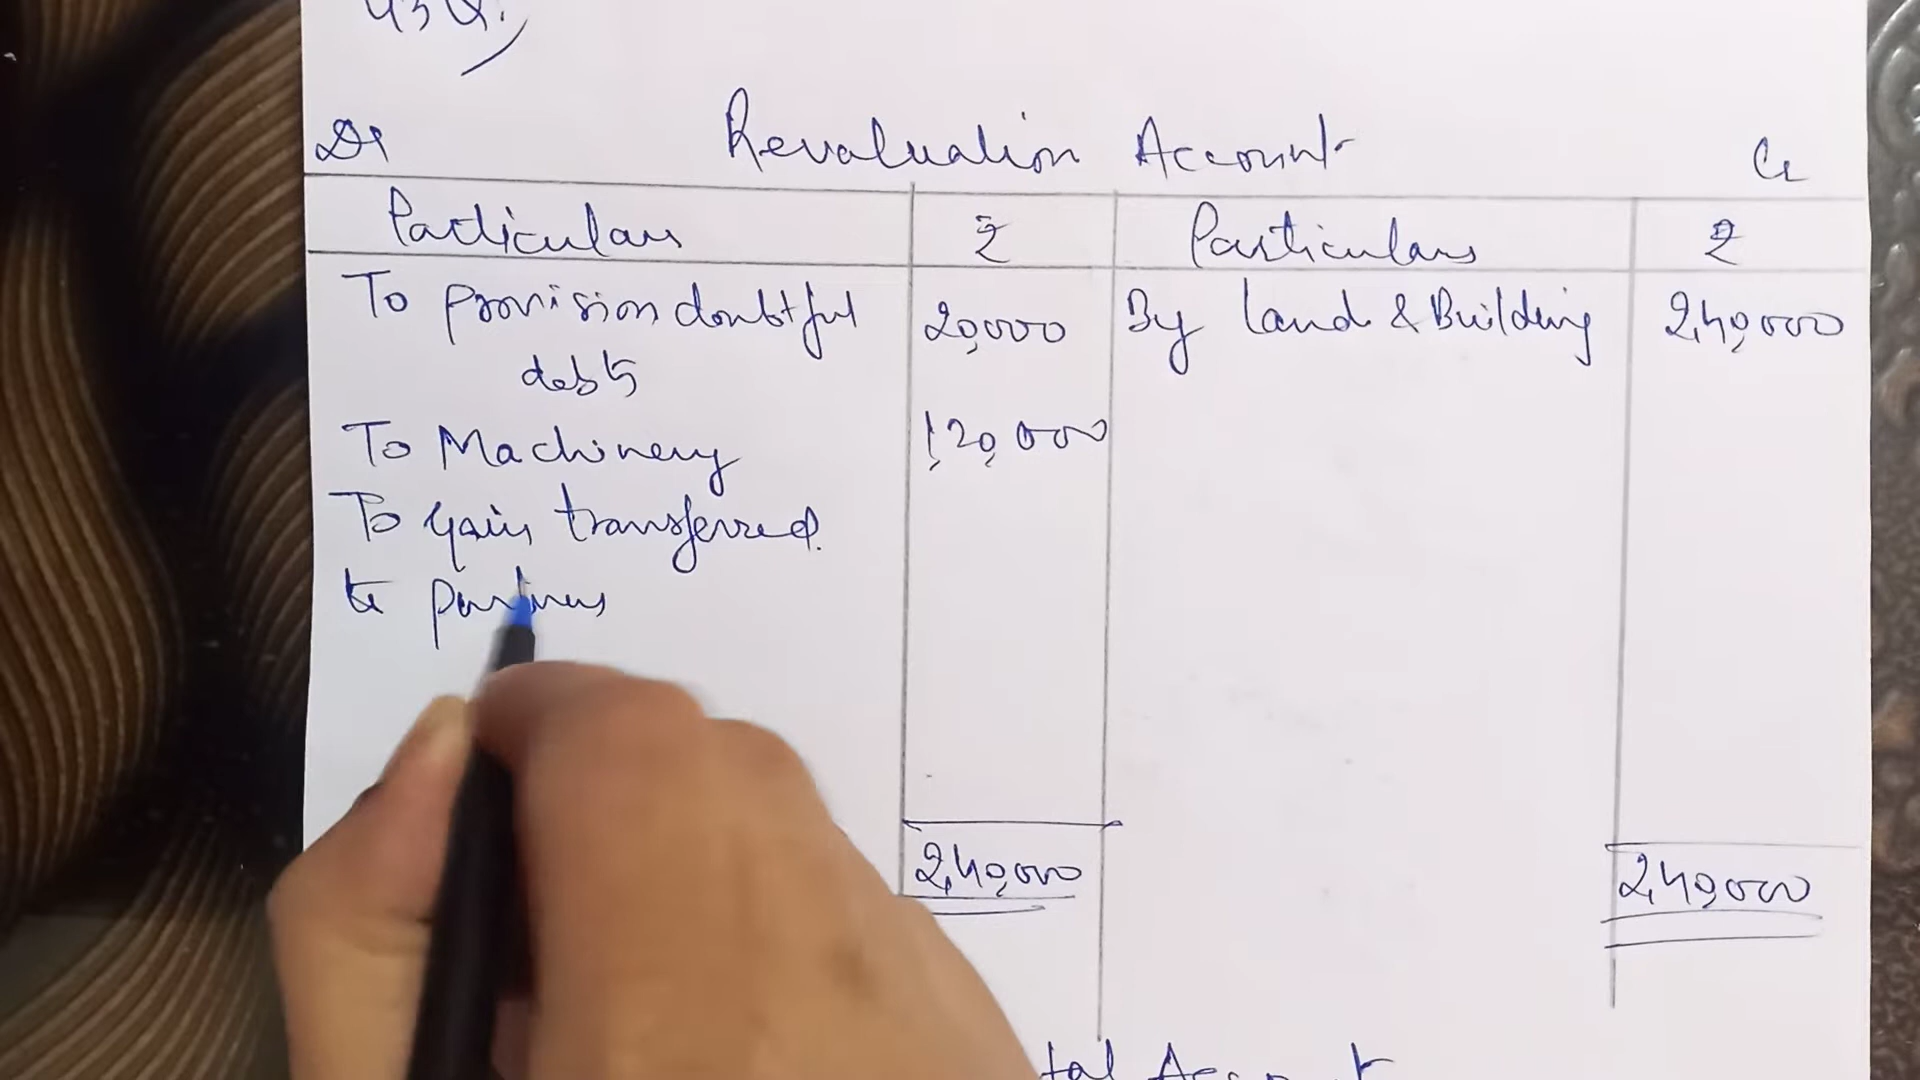 Dr Revaluation Account Cr
Particulars ₹ Particulars ₹
To provision doubtful 20,000 By land & Building 2,40,000
debts
To Machinery 1,20,000
To gain transferred
to partners
2,40,000 2,40,000
Account